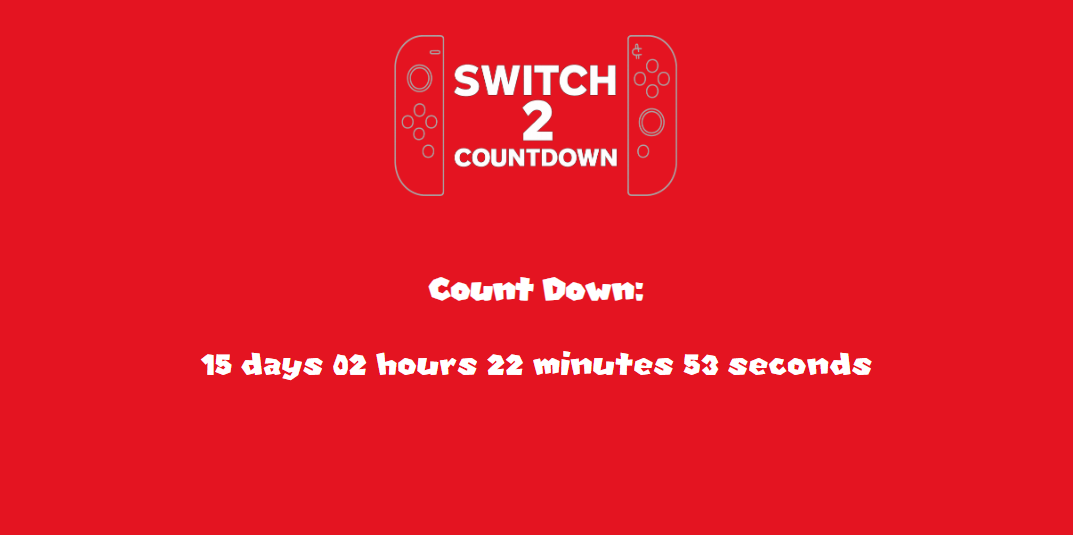 SWITCH
2
COUNTDOWN
Count Down:
15 days 02 hours 22 minutes 53 seconds